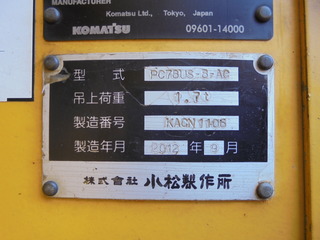 MANUFACTURER
Komatsu Ltd., Tokyo, Japan
KOMATSU 09601-14000
型式 PC78US-8-AC
吊上荷重 1.7t
製造番号 NACN1106
製造年月 2012 年 9 月
株式會社 小松製作所